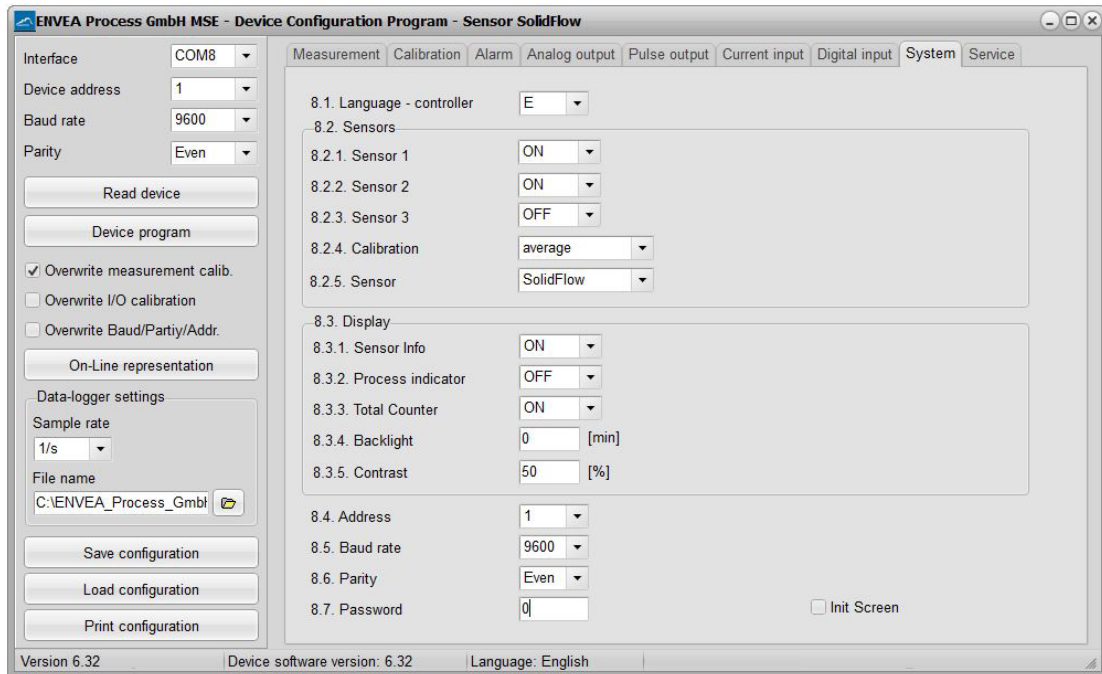 ENVEA Process GmbH MSE - Device Configuration Program - Sensor SolidFlow
Interface COM8
Device address 1
Baud rate 9600
Parity Even
Read device
Device program
Overwrite measurement calib.
Overwrite I/O calibration
Overwrite Baud/Partiy/Addr.
On-Line representation
Data-logger settings
Sample rate
1/s
File name
C:\ENVEA_Process_Gmbl
Save configuration
Load configuration
Print configuration
Measurement Calibration Alarm Analog output Pulse output Current input Digital input System Service
8.1. Language - controller E
8.2. Sensors
8.2.1. Sensor 1 ON
8.2.2. Sensor 2 ON
8.2.3. Sensor 3 OFF
8.2.4. Calibration average
8.2.5. Sensor SolidFlow
8.3. Display
8.3.1. Sensor Info ON
8.3.2. Process indicator OFF
8.3.3. Total Counter ON
8.3.4. Backlight 0 [min]
8.3.5. Contrast 50 [%]
8.4. Address 1
8.5. Baud rate 9600
8.6. Parity Even
8.7. Password 0 Init Screen
Version 6.32 Device software version: 6.32 Language: English